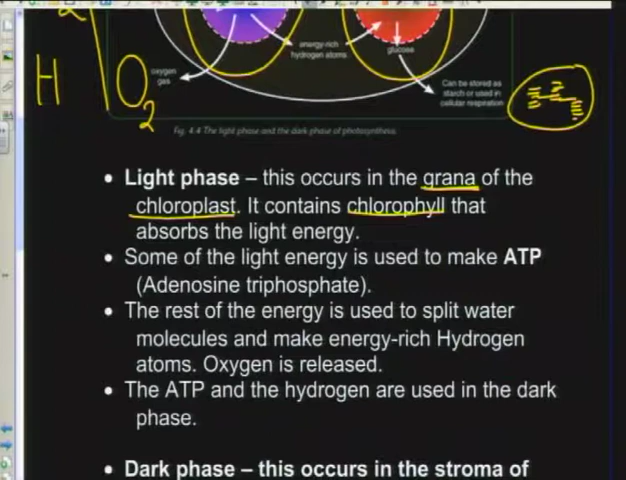 2
H
O2
energy-rich
hydrogen atoms
oxygen
gas
glucose
Can be stored as
starch or used in
cellular respiration
Fig. 4.4 The light phase and the dark phase of photosynthesis.
• Light phase – this occurs in the grana of the
chloroplast. It contains chlorophyll that
absorbs the light energy.
• Some of the light energy is used to make ATP
(Adenosine triphosphate).
• The rest of the energy is used to split water
molecules and make energy-rich Hydrogen
atoms. Oxygen is released.
• The ATP and the hydrogen are used in the dark
phase.
• Dark phase – this occurs in the stroma of